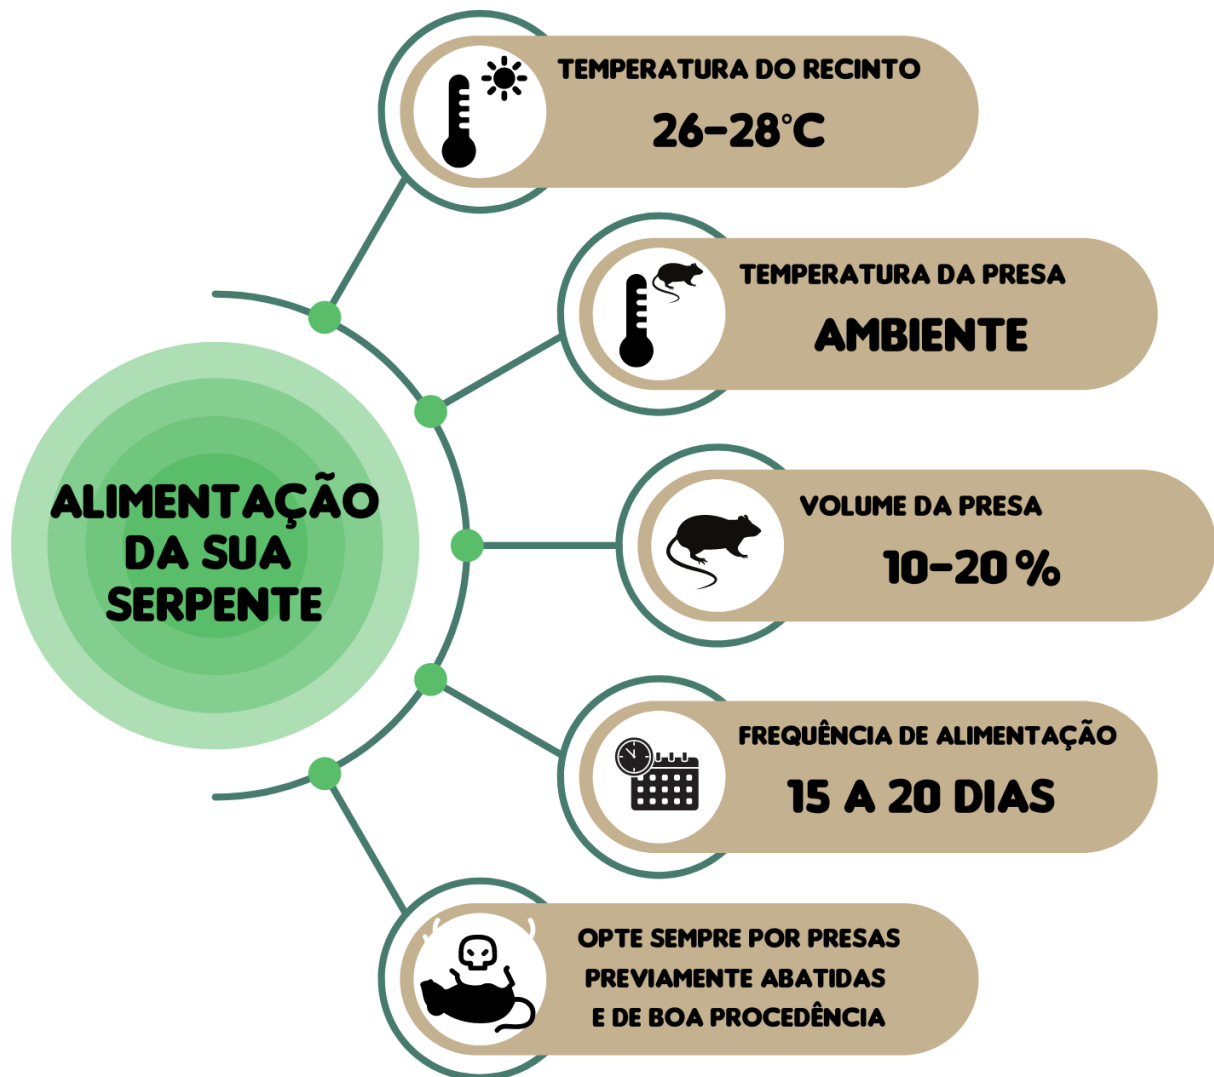 TEMPERATURA DO RECINTO
26-28°C
TEMPERATURA DA PRESA
AMBIENTE
ALIMENTAÇÃO
DA SUA
SERPENTE
VOLUME DA PRESA
10-20 %
FREQUÊNCIA DE ALIMENTAÇÃO
15 A 20 DIAS
OPTE SEMPRE POR PRESAS
PREVIAMENTE ABATIDAS
E DE BOA PROCEDÊNCIA